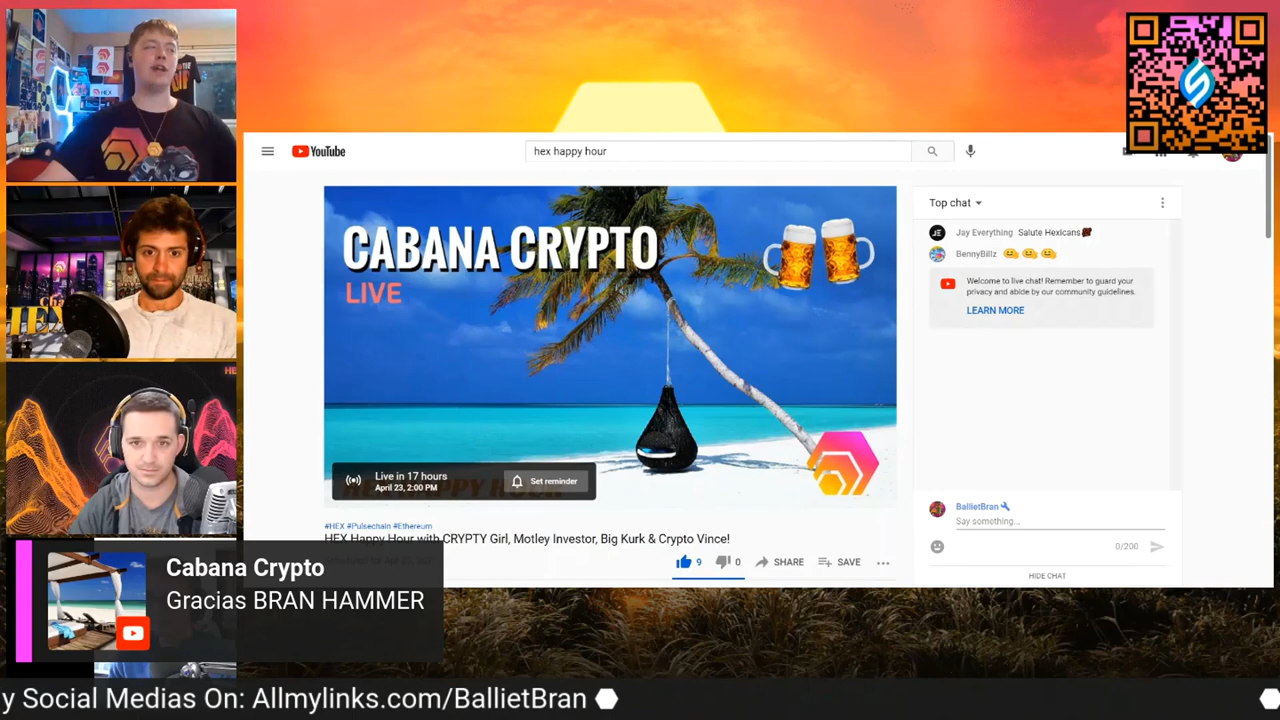 YouTube
hex happy hour
CABANA CRYPTO
LIVE
Live in 17 hours
April 23, 2:00 PM
Set reminder
#HEX #Pulsechain #Ethereum
HEX Happy Hour with CRYPTY Girl, Motley Investor, Big Kurk & Crypto Vince!
9
0
SHARE
SAVE
Top chat
JE
Jay Everything Salute Hexicans
BennyBillz
Welcome to live chat! Remember to guard your
privacy and abide by our community guidelines.
LEARN MORE
BallietBran
Say something...
0/200
HIDE CHAT
HEX
HE
Cabana Crypto
Gracias BRAN HAMMER
y Social Medias On: Allmylinks.com/BallietBran